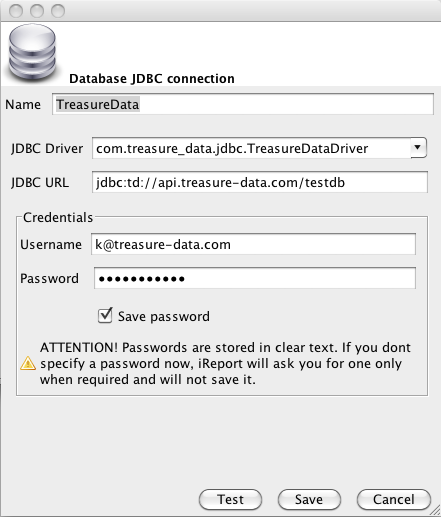 Database JDBC connection
Name TreasureData
JDBC Driver com.treasure_data.jdbc.TreasureDataDriver
JDBC URL jdbc:td://api.treasure-data.com/testdb
Credentials
Username k@treasure-data.com
Password •••••••••••
Save password
ATTENTION! Passwords are stored in clear text. If you dont
specify a password now, iReport will ask you for one only
when required and will not save it.
Test Save Cancel